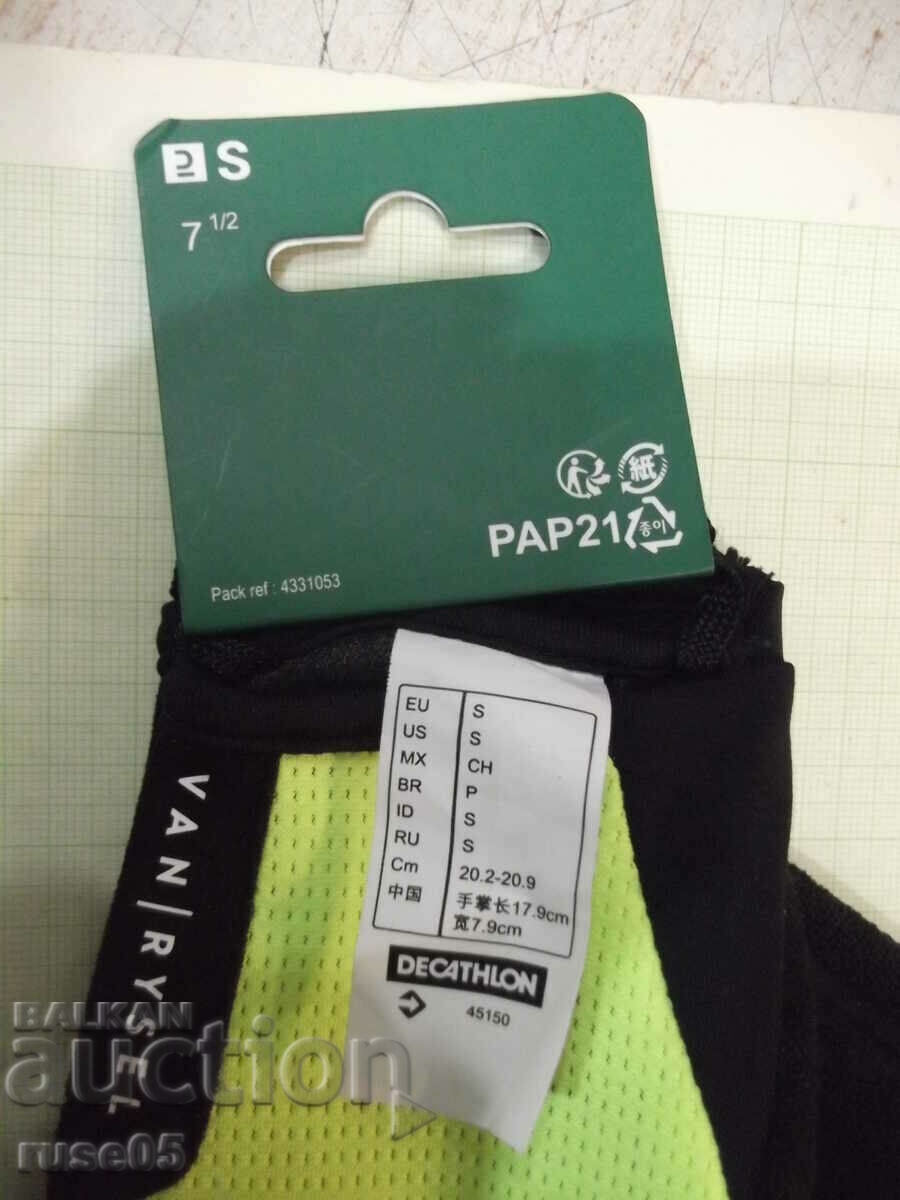 S
7 1/2
紙
PAP21
종이
Pack ref : 4331053
EU S
US S
MX CH
BR P
ID S
RU S
Cm 20.2-20.9
中国 手掌长17.9cm
宽7.9cm
DECATHLON
45150
VAN/RYSEL
BALKAN
auction
ruse05